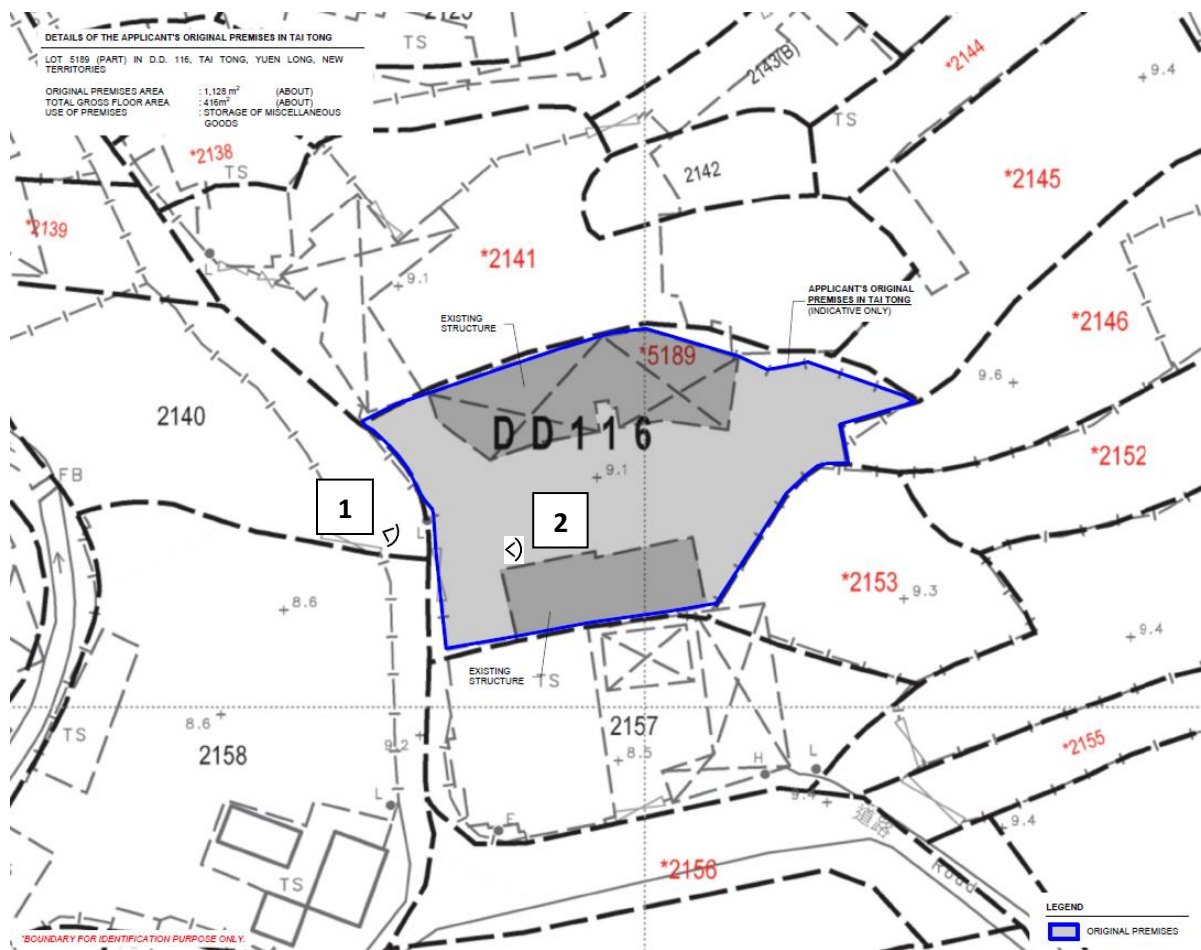 2123
DETAILS OF THE APPLICANT'S ORIGINAL PREMISES IN TAI TONG
LOT 5189 (PART) IN D.D. 116, TAI TONG, YUEN LONG, NEW
TERRITORIES
ORIGINAL PREMISES AREA : 1,128 m² (ABOUT)
TOTAL GROSS FLOOR AREA : 416m² (ABOUT)
USE OF PREMISES : STORAGE OF MISCELLANEOUS
GOODS
TS
2143(B)
*2144
9.4
TS
*2138
TS
2142
*2145
*2139
*2141
L
9.1
APPLICANT'S ORIGINAL
PREMISES IN TAI TONG
(INDICATIVE ONLY)
EXISTING
STRUCTURE
*2146
*5189
9.6
2140
DD116
*2152
FB
9.1
1
2
L
*2153
9.3
8.6
9.4
EXISTING
STRUCTURE
TS
8.6
TS
9.2
2157
8.5
*2155
2158
H
L
L
9.4
道路
9.4
F
Road
*2156
TS
LEGEND
ORIGINAL PREMISES
*BOUNDARY FOR IDENTIFICATION PURPOSE ONLY.